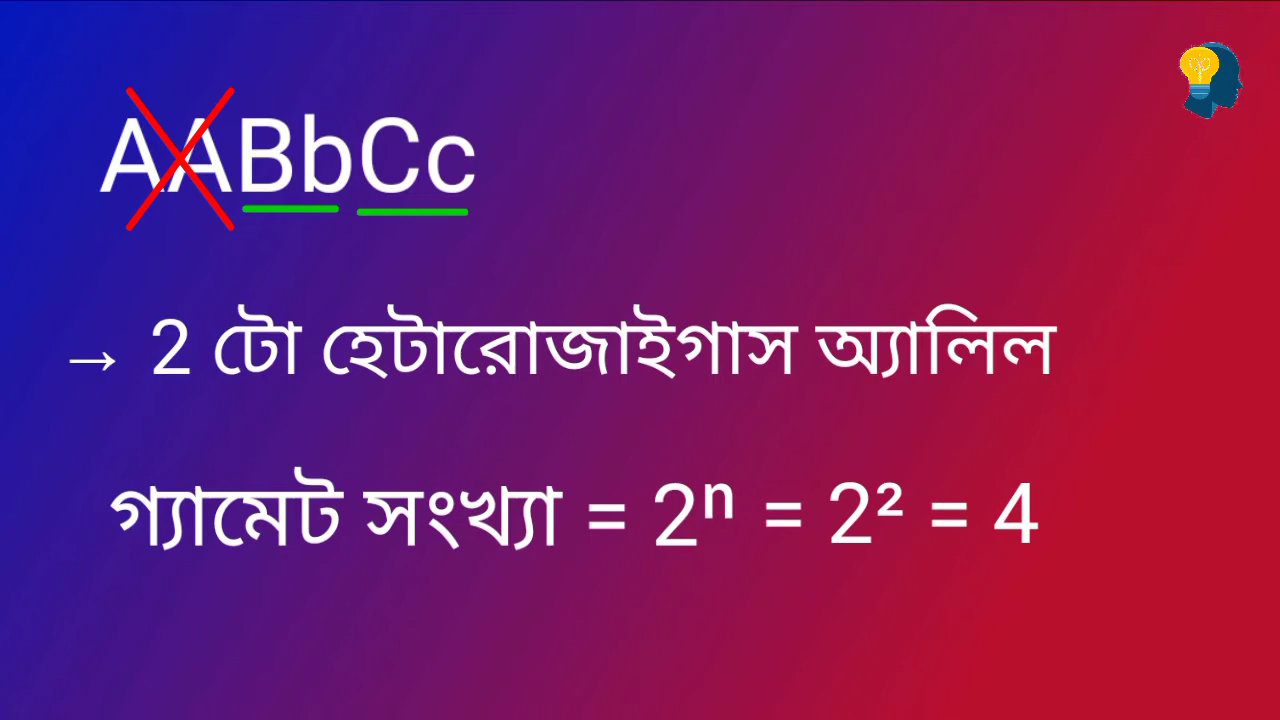 AABbCc
→ 2 টো হেটারোজাইগাস অ্যালিল
গ্যামেট সংখ্যা = 2ⁿ = 2² = 4